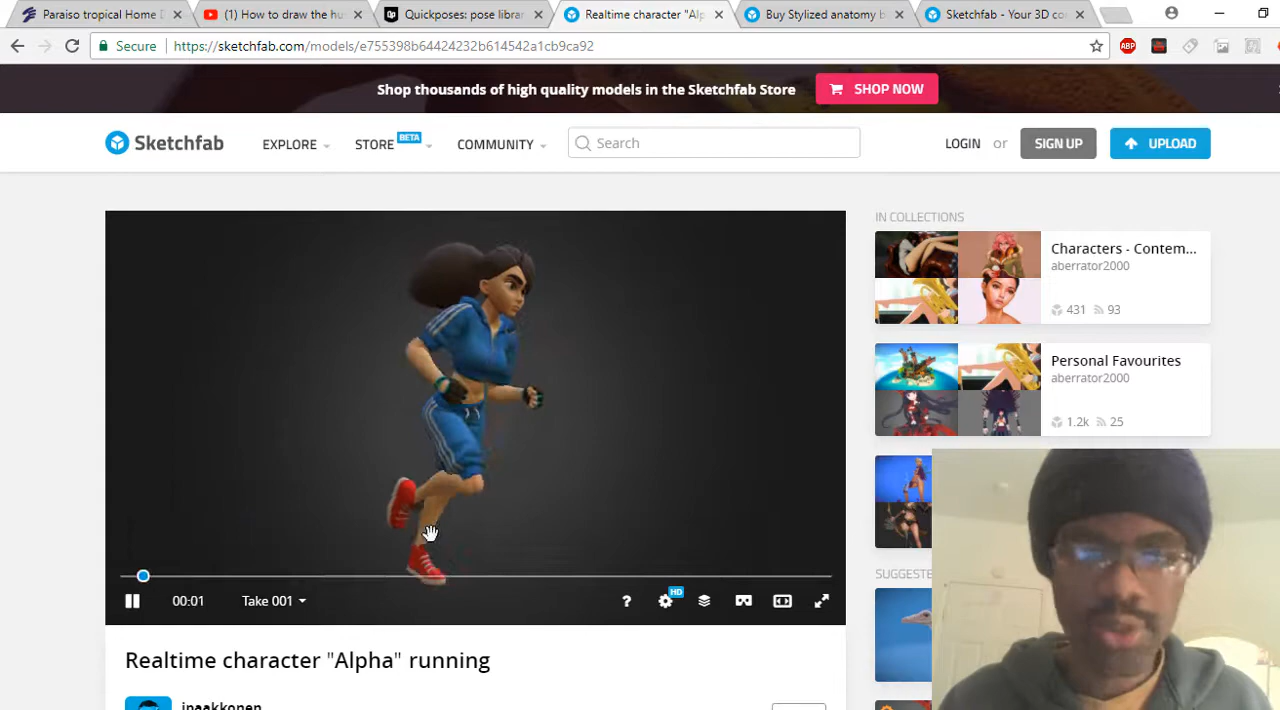 Paraiso tropical Home D
(1) How to draw the hu
Quickposes: pose librar
Realtime character "Alp
Buy Stylized anatomy b
Sketchfab - Your 3D co
Secure https://sketchfab.com/models/e755398b64424232b614542a1cb9ca92
ABP
Shop thousands of high quality models in the Sketchfab Store SHOP NOW
Sketchfab EXPLORE STORE BETA COMMUNITY Search LOGIN or SIGN UP UPLOAD
IN COLLECTIONS
Characters - Contem...
aberrator2000
431 93
Personal Favourites
aberrator2000
1.2k 25
SUGGESTE
00:01 Take 001 ? HD
Realtime character "Alpha" running
ipaakkonen